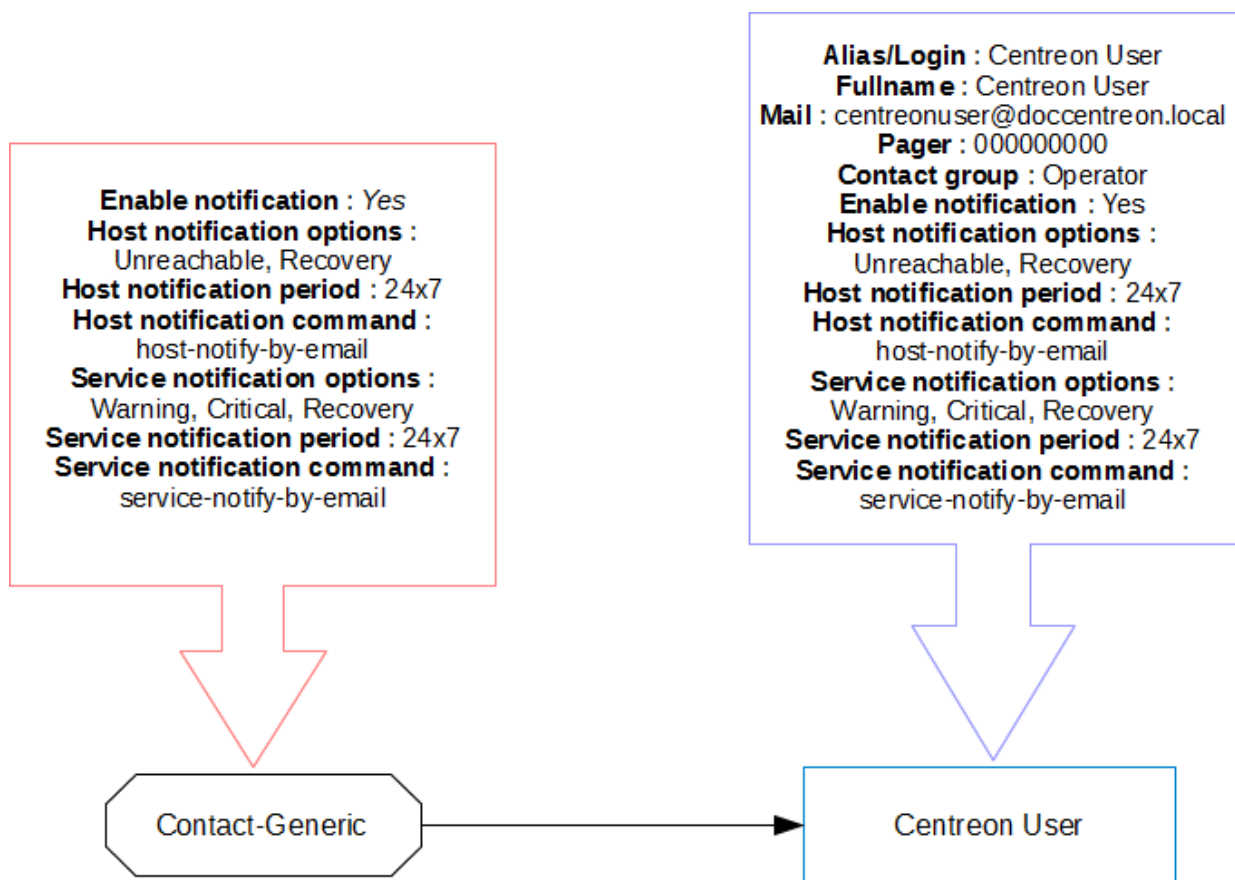 Enable notification : Yes
Host notification options :
Unreachable, Recovery
Host notification period : 24x7
Host notification command :
host-notify-by-email
Service notification options :
Warning, Critical, Recovery
Service notification period : 24x7
Service notification command :
service-notify-by-email
Alias/Login : Centreon User
Fullname : Centreon User
Mail : centreonuser@doccentreon.local
Pager : 000000000
Contact group : Operator
Enable notification : Yes
Host notification options :
Unreachable, Recovery
Host notification period : 24x7
Host notification command :
host-notify-by-email
Service notification options :
Warning, Critical, Recovery
Service notification period : 24x7
Service notification command :
service-notify-by-email
Contact-Generic
Centreon User